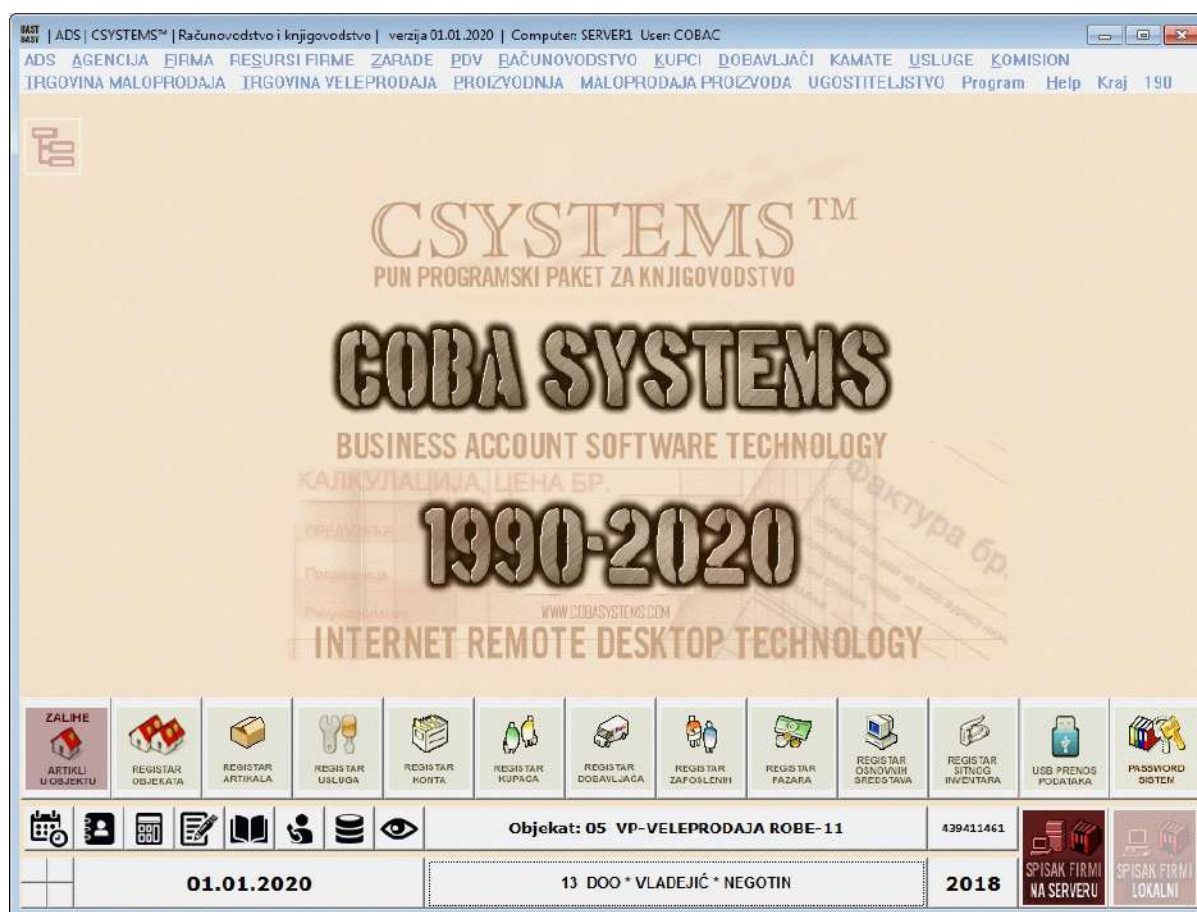 BAST
BASY
| ADS | CSYSTEMS™ | Računovodstvo i knjigovodstvo | verzija 01.01.2020 | Computer: SERVER1 User: COBAC
ADS AGENCIJA FIRMA RESURSI FIRME ZARADE PDV RAČUNOVODSTVO KUPCI DOBAVLJAČI KAMATE USLUGE KOMISION
TRGOVINA MALOPRODAJA TRGOVINA VELEPRODAJA PROIZVODNJA MALOPRODAJA PROIZVODA UGOSTITELJSTVO Program Help Kraj 190
CSYSTEMS™
PUN PROGRAMSKI PAKET ZA KNJIGOVODSTVO
COBA SYSTEMS
BUSINESS ACCOUNT SOFTWARE TECHNOLOGY
КАЛКУЛАЦИЈА, ЦЕНА БР.
Фактура бр.
1990-2020
WWW.COBASYSTEMS.COM
INTERNET REMOTE DESKTOP TECHNOLOGY
ZALIHE
ARTIKLI
U OBJEKTU
REGISTAR
OBJEKATA
REGISTAR
ARTIKALA
REGISTAR
USLUGA
REGISTAR
KONTA
REGISTAR
KUPACA
REGISTAR
DOBAVLJAČA
REGISTAR
ZAPOSLENIH
REGISTAR
PAZARA
REGISTAR
OSNOVNIH
SREDSTAVA
REGISTAR
SITNOG
INVENTARA
USB PRENOS
PODATAKA
PASSWORD
SISTEM
Objekat: 05 VP-VELEPRODAJA ROBE-11
439411461
01.01.2020
13 DOO * VLADEJIĆ * NEGOTIN
2018
SPISAK FIRMI
NA SERVERU
SPISAK FIRMI
LOKALNI